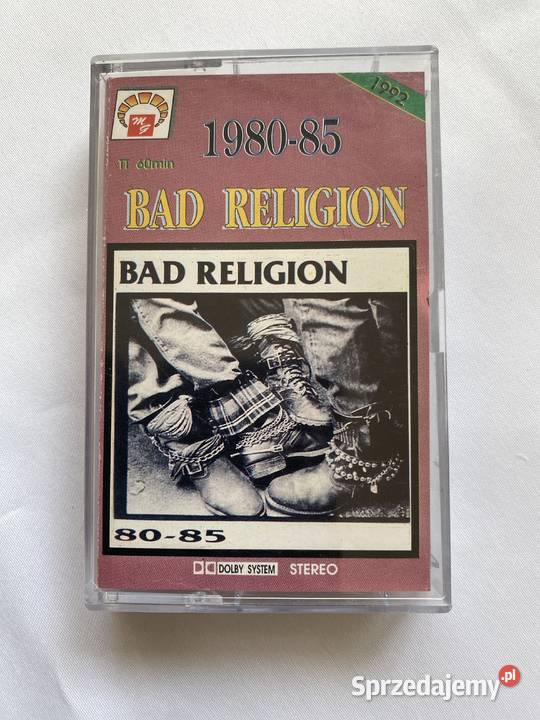 MG
1992
1980-85
TT 60min
BAD RELIGION
BAD RELIGION
80-85
DOLBY SYSTEM STEREO
Sprzedajemy.pl